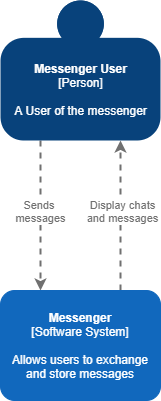 Messenger User
[Person]
A User of the messenger
Sends
messages
Display chats
and messages
Messenger
[Software System]
Allows users to exchange
and store messages